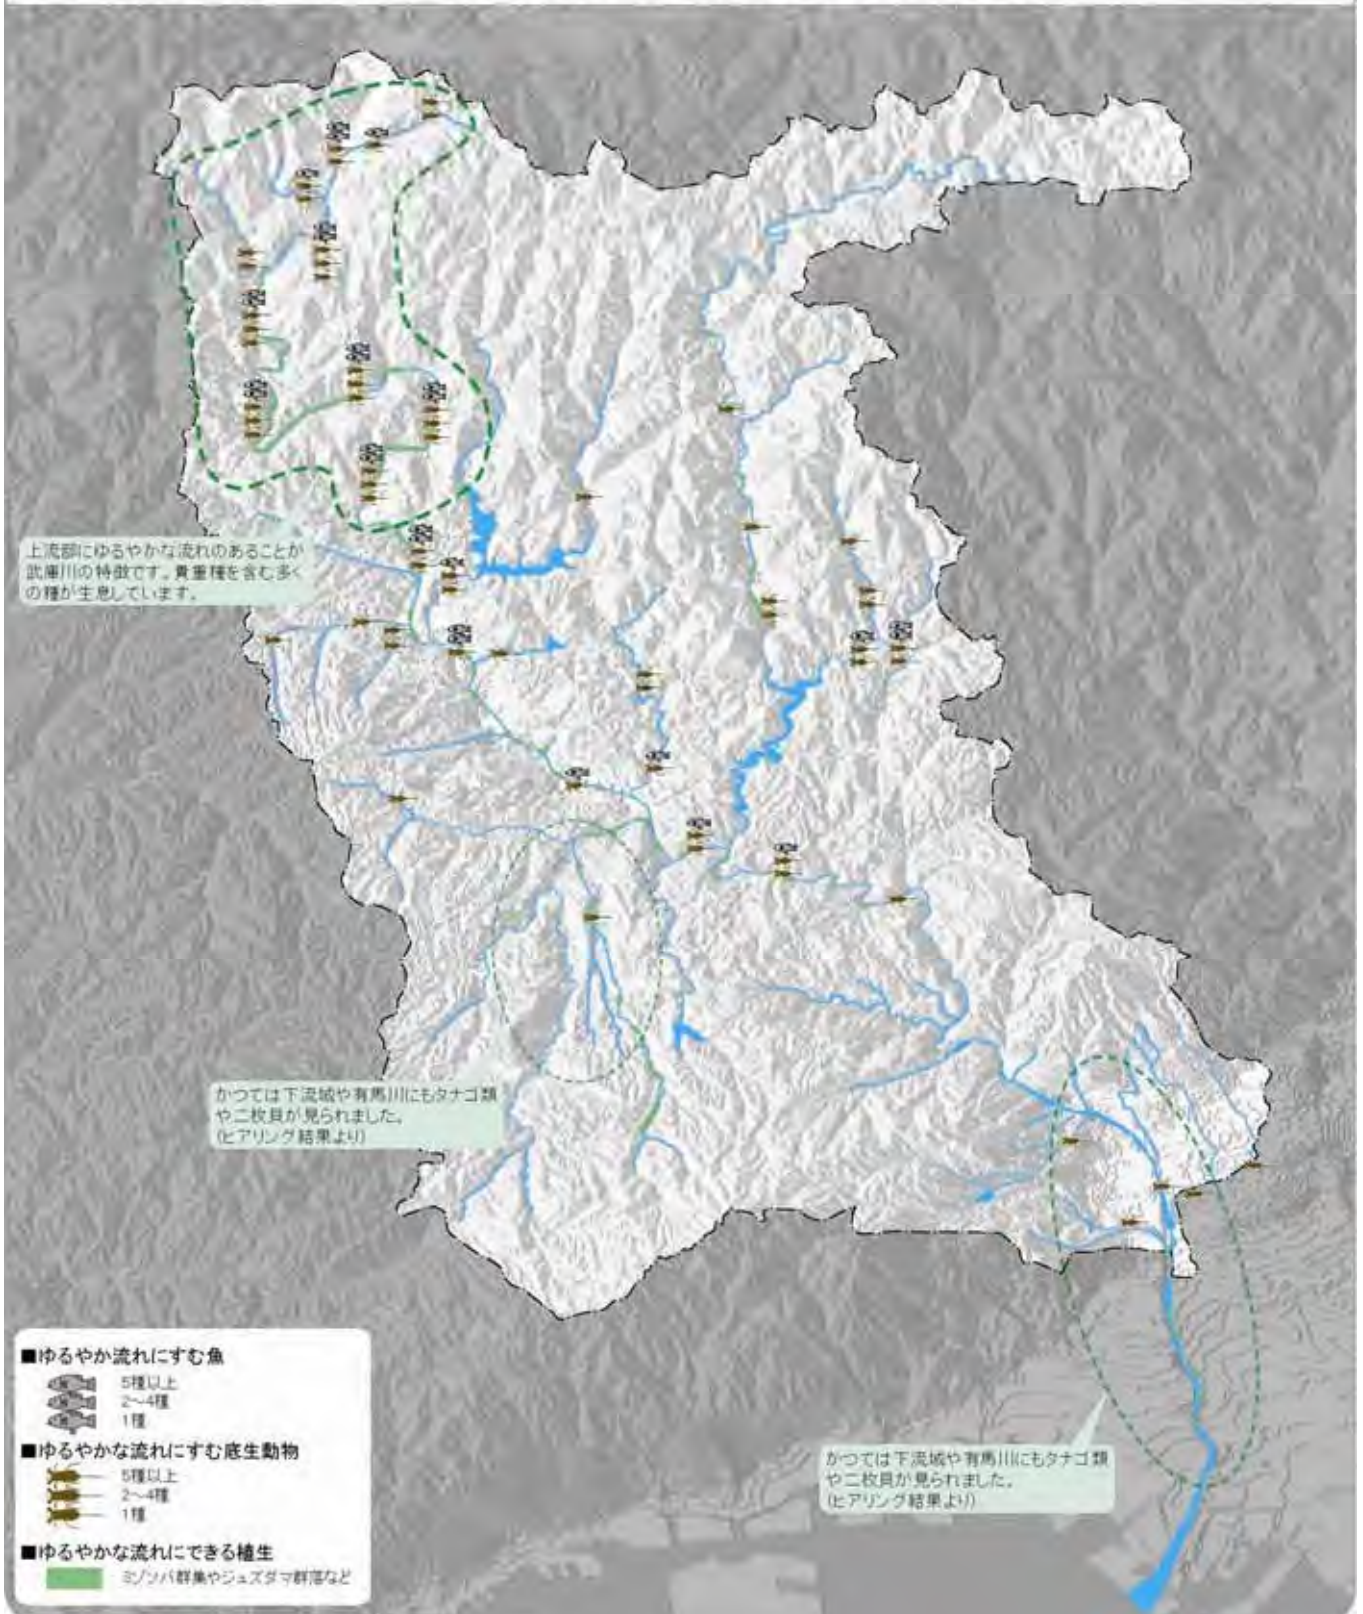 上流部にゆるやかな流れのあることが
武庫川の特徴です。貴重種を含む多く
の種が生息しています。
かつては下流域や有馬川にもタナゴ類
や二枚貝が見られました。
(ヒアリング結果より)
かつては下流域や有馬川にもタナゴ類
や二枚貝が見られました。
(ヒアリング結果より)
■ゆるやか流れにすむ魚
5種以上
2～4種
1種
■ゆるやかな流れにすむ底生動物
5種以上
2～4種
1種
■ゆるやかな流れにできる植生
ミゾソバ群集やジュズダマ群落など